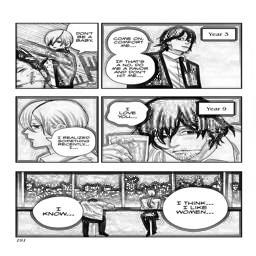 DON'T
BE A
BABY.
COME ON,
COMFORT
ME...
IF THAT'S
A NO, DO
ME A FAVOR
AND DON'T
HIT ME...
Year 3
I REALIZED
SOMETHING
RECENTLY...
I...
I
LOVE
YOU...
Year 9
I
KNOW...
I THINK...
I LIKE
WOMEN...
193